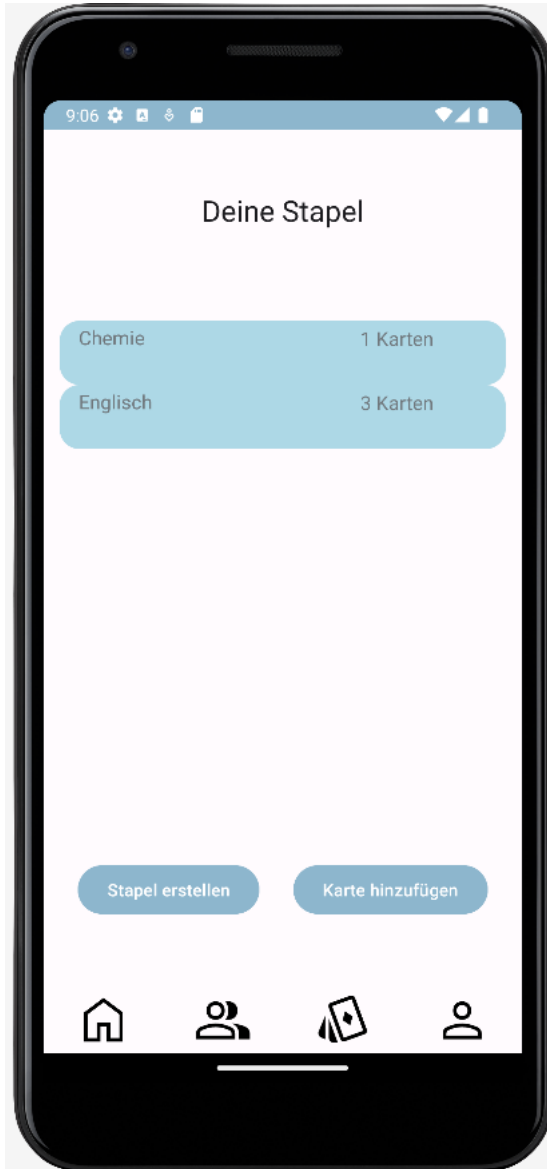 9:06
Deine Stapel
Chemie 1 Karten
Englisch 3 Karten
Stapel erstellen Karte hinzufügen